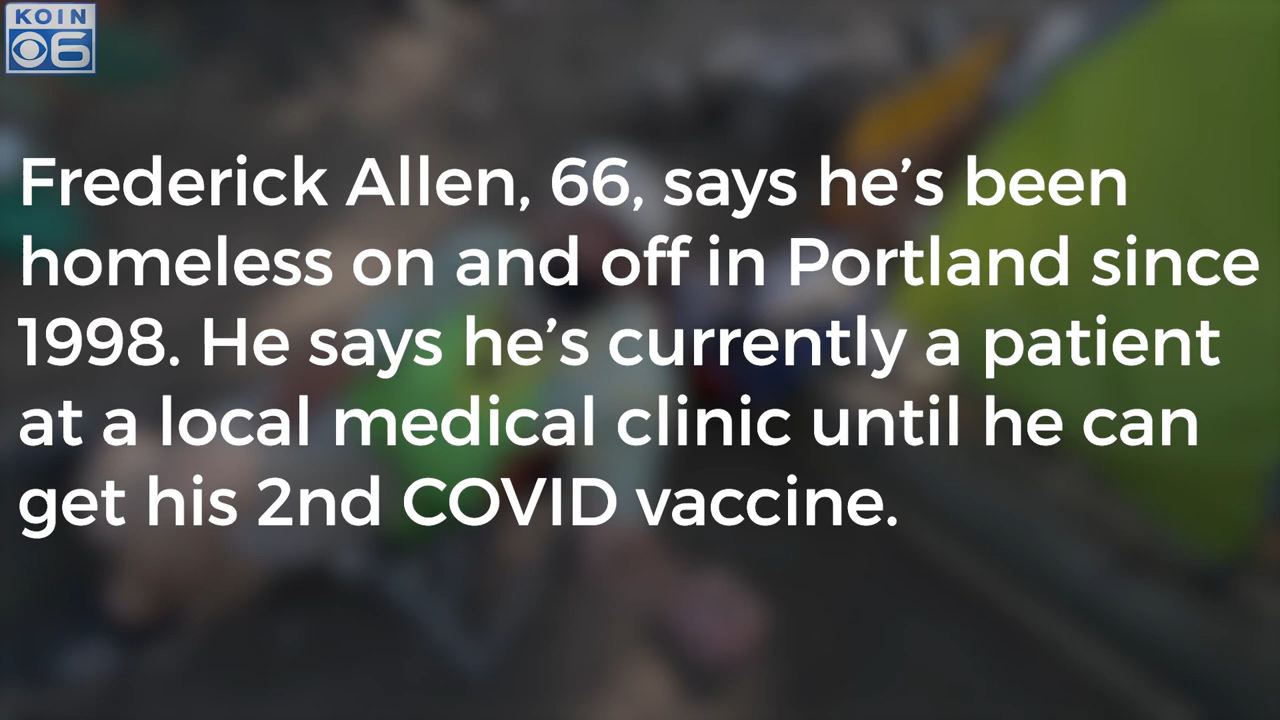 KOIN
6
Frederick Allen, 66, says he’s been
homeless on and off in Portland since
1998. He says he’s currently a patient
at a local medical clinic until he can
get his 2nd COVID vaccine.